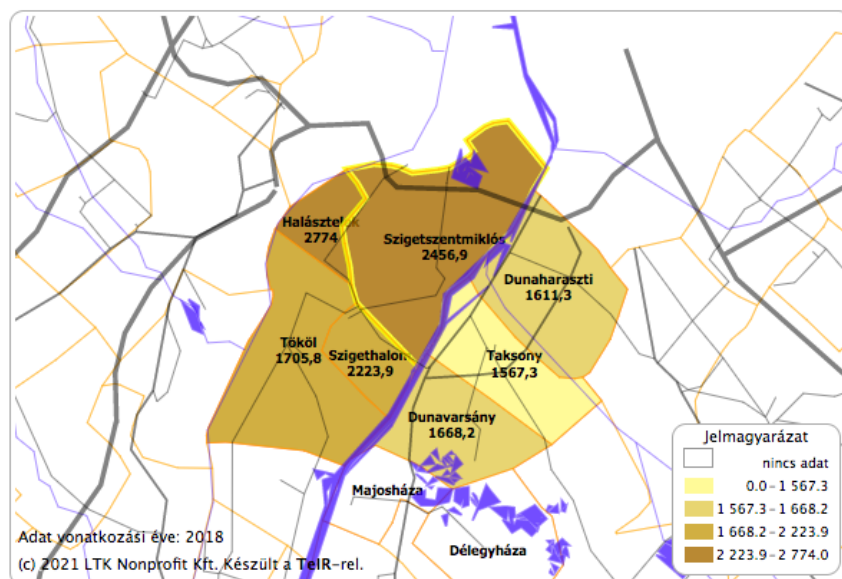 Halásztelek
2774
Szigetszentmiklós
2456,9
Dunaharaszti
1611,3
Tököl
1705,8
Szigethalom
2223,9
Taksony
1567,3
Dunavarsány
1668,2
Majosháza
Délegyháza
Jelmagyarázat
nincs adat
0.0 - 1 567.3
1 567.3 - 1 668.2
1 668.2 - 2 223.9
2 223.9 - 2 774.0
Adat vonatkozási éve: 2018
(c) 2021 LTK Nonprofit Kft. Készült a TeIR-rel.